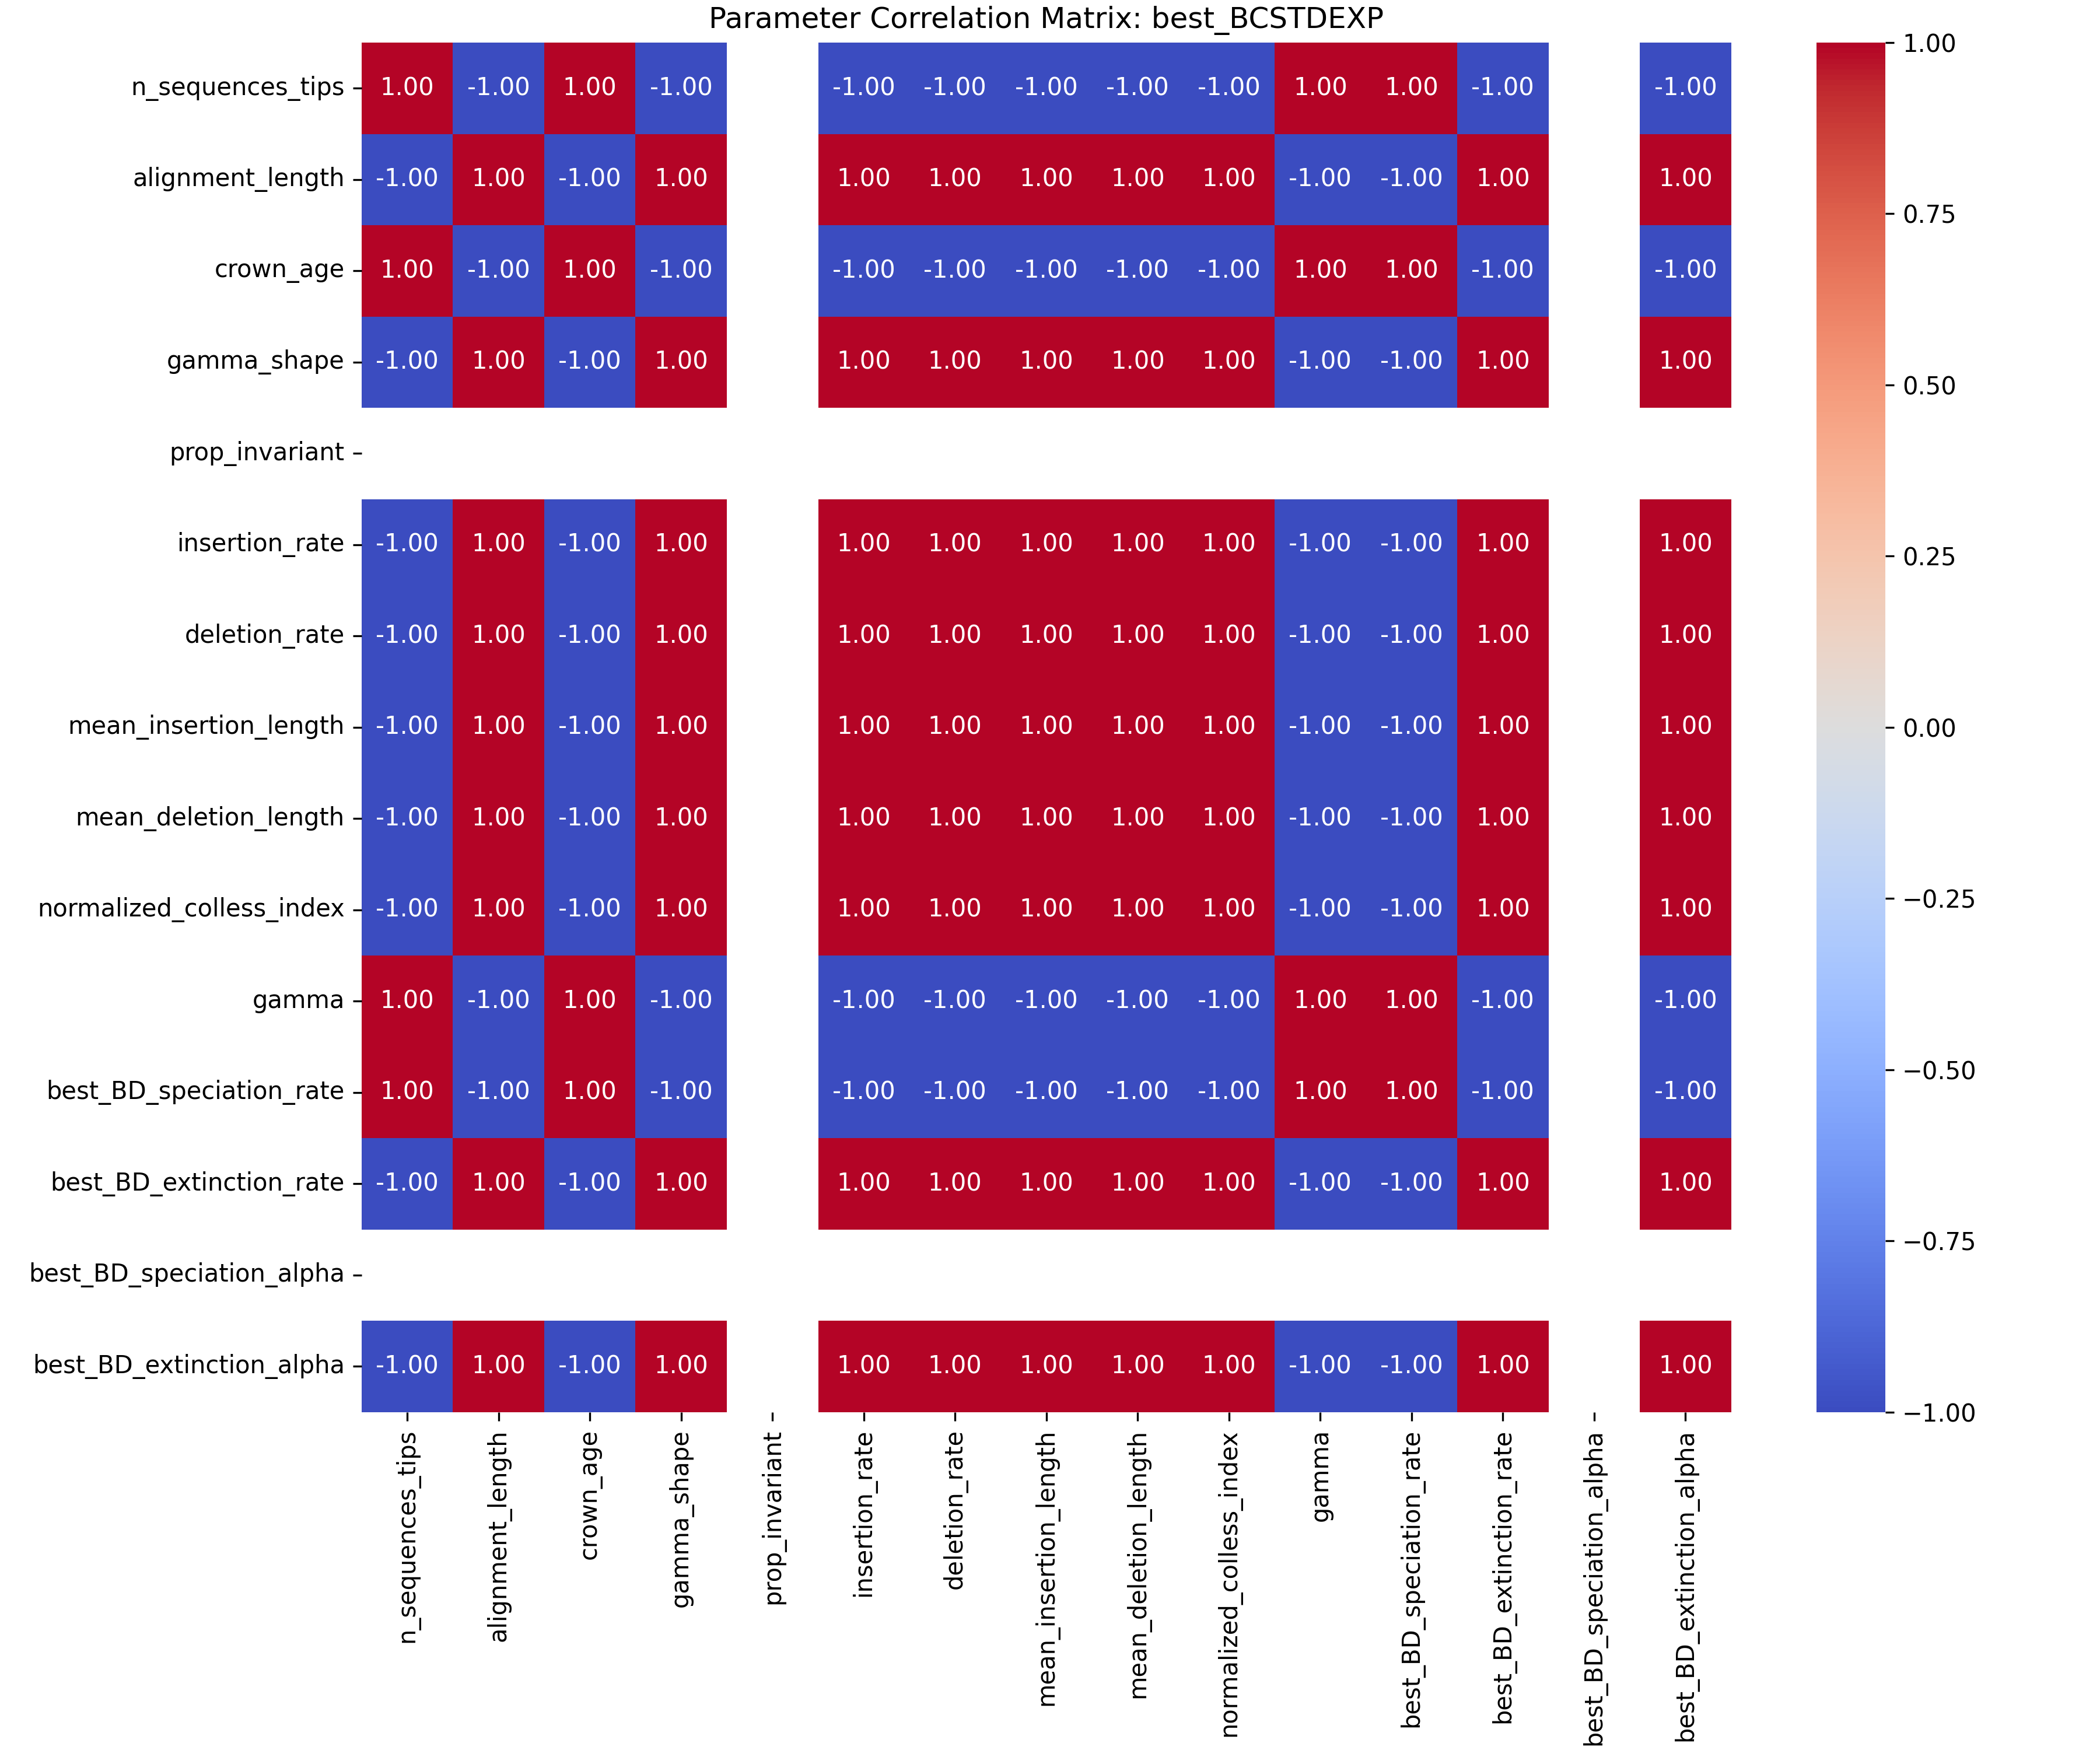 Parameter Correlation Matrix: best_BCSTDEXP
n_sequences_tips 1.00 -1.00 1.00 -1.00 -1.00 -1.00 -1.00 -1.00 -1.00 1.00 1.00 -1.00 -1.00
alignment_length -1.00 1.00 -1.00 1.00 1.00 1.00 1.00 1.00 1.00 -1.00 -1.00 1.00 1.00
crown_age 1.00 -1.00 1.00 -1.00 -1.00 -1.00 -1.00 -1.00 -1.00 1.00 1.00 -1.00 -1.00
gamma_shape -1.00 1.00 -1.00 1.00 1.00 1.00 1.00 1.00 1.00 -1.00 -1.00 1.00 1.00
prop_invariant
insertion_rate -1.00 1.00 -1.00 1.00 1.00 1.00 1.00 1.00 1.00 -1.00 -1.00 1.00 1.00
deletion_rate -1.00 1.00 -1.00 1.00 1.00 1.00 1.00 1.00 1.00 -1.00 -1.00 1.00 1.00
mean_insertion_length -1.00 1.00 -1.00 1.00 1.00 1.00 1.00 1.00 1.00 -1.00 -1.00 1.00 1.00
mean_deletion_length -1.00 1.00 -1.00 1.00 1.00 1.00 1.00 1.00 1.00 -1.00 -1.00 1.00 1.00
normalized_colless_index -1.00 1.00 -1.00 1.00 1.00 1.00 1.00 1.00 1.00 -1.00 -1.00 1.00 1.00
gamma 1.00 -1.00 1.00 -1.00 -1.00 -1.00 -1.00 -1.00 -1.00 1.00 1.00 -1.00 -1.00
best_BD_speciation_rate 1.00 -1.00 1.00 -1.00 -1.00 -1.00 -1.00 -1.00 -1.00 1.00 1.00 -1.00 -1.00
best_BD_extinction_rate -1.00 1.00 -1.00 1.00 1.00 1.00 1.00 1.00 1.00 -1.00 -1.00 1.00 1.00
best_BD_speciation_alpha
best_BD_extinction_alpha -1.00 1.00 -1.00 1.00 1.00 1.00 1.00 1.00 1.00 -1.00 -1.00 1.00 1.00
n_sequences_tips
alignment_length
crown_age
gamma_shape
prop_invariant
insertion_rate
deletion_rate
mean_insertion_length
mean_deletion_length
normalized_colless_index
gamma
best_BD_speciation_rate
best_BD_extinction_rate
best_BD_speciation_alpha
best_BD_extinction_alpha
1.00
0.75
0.50
0.25
0.00
−0.25
−0.50
−0.75
−1.00